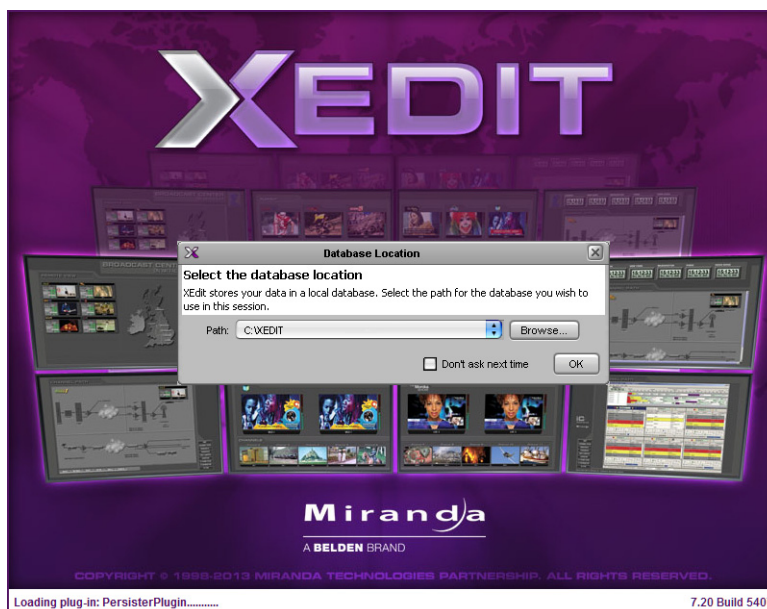 XEDIT
Database Location
Select the database location
XEdit stores your data in a local database. Select the path for the database you wish to
use in this session.
Path: C:\XEDIT Browse...
Don't ask next time OK
Miranda
A BELDEN BRAND
COPYRIGHT © 1998-2013 MIRANDA TECHNOLOGIES PARTNERSHIP. ALL RIGHTS RESERVED.
Loading plug-in: PersisterPlugin........... 7.20 Build 540